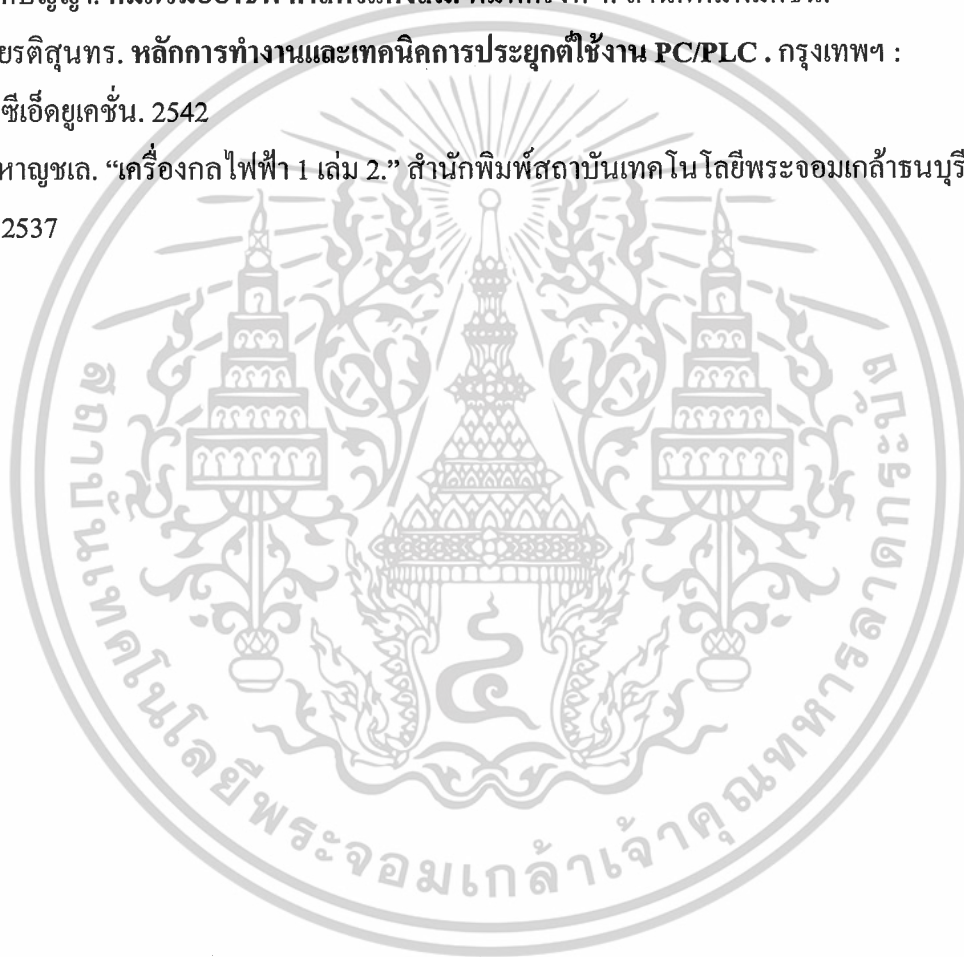 ยรติสุนทร. หลักการทำงานและเทคนิคการประยุกต์ใช้งาน PC/PLC . กรุงเทพฯ :
ซีเอ็ดยูเคชั่น. 2542
หาญชเล. “เครื่องกลไฟฟ้า 1 เล่ม 2.” สำนักพิมพ์สถาบันเทคโนโลยีพระจอมเกล้าธนบุรี
2537
สถาบันเทคโนโลยีพระจอมเกล้าเจ้าคุณทหารลาดกระบัง